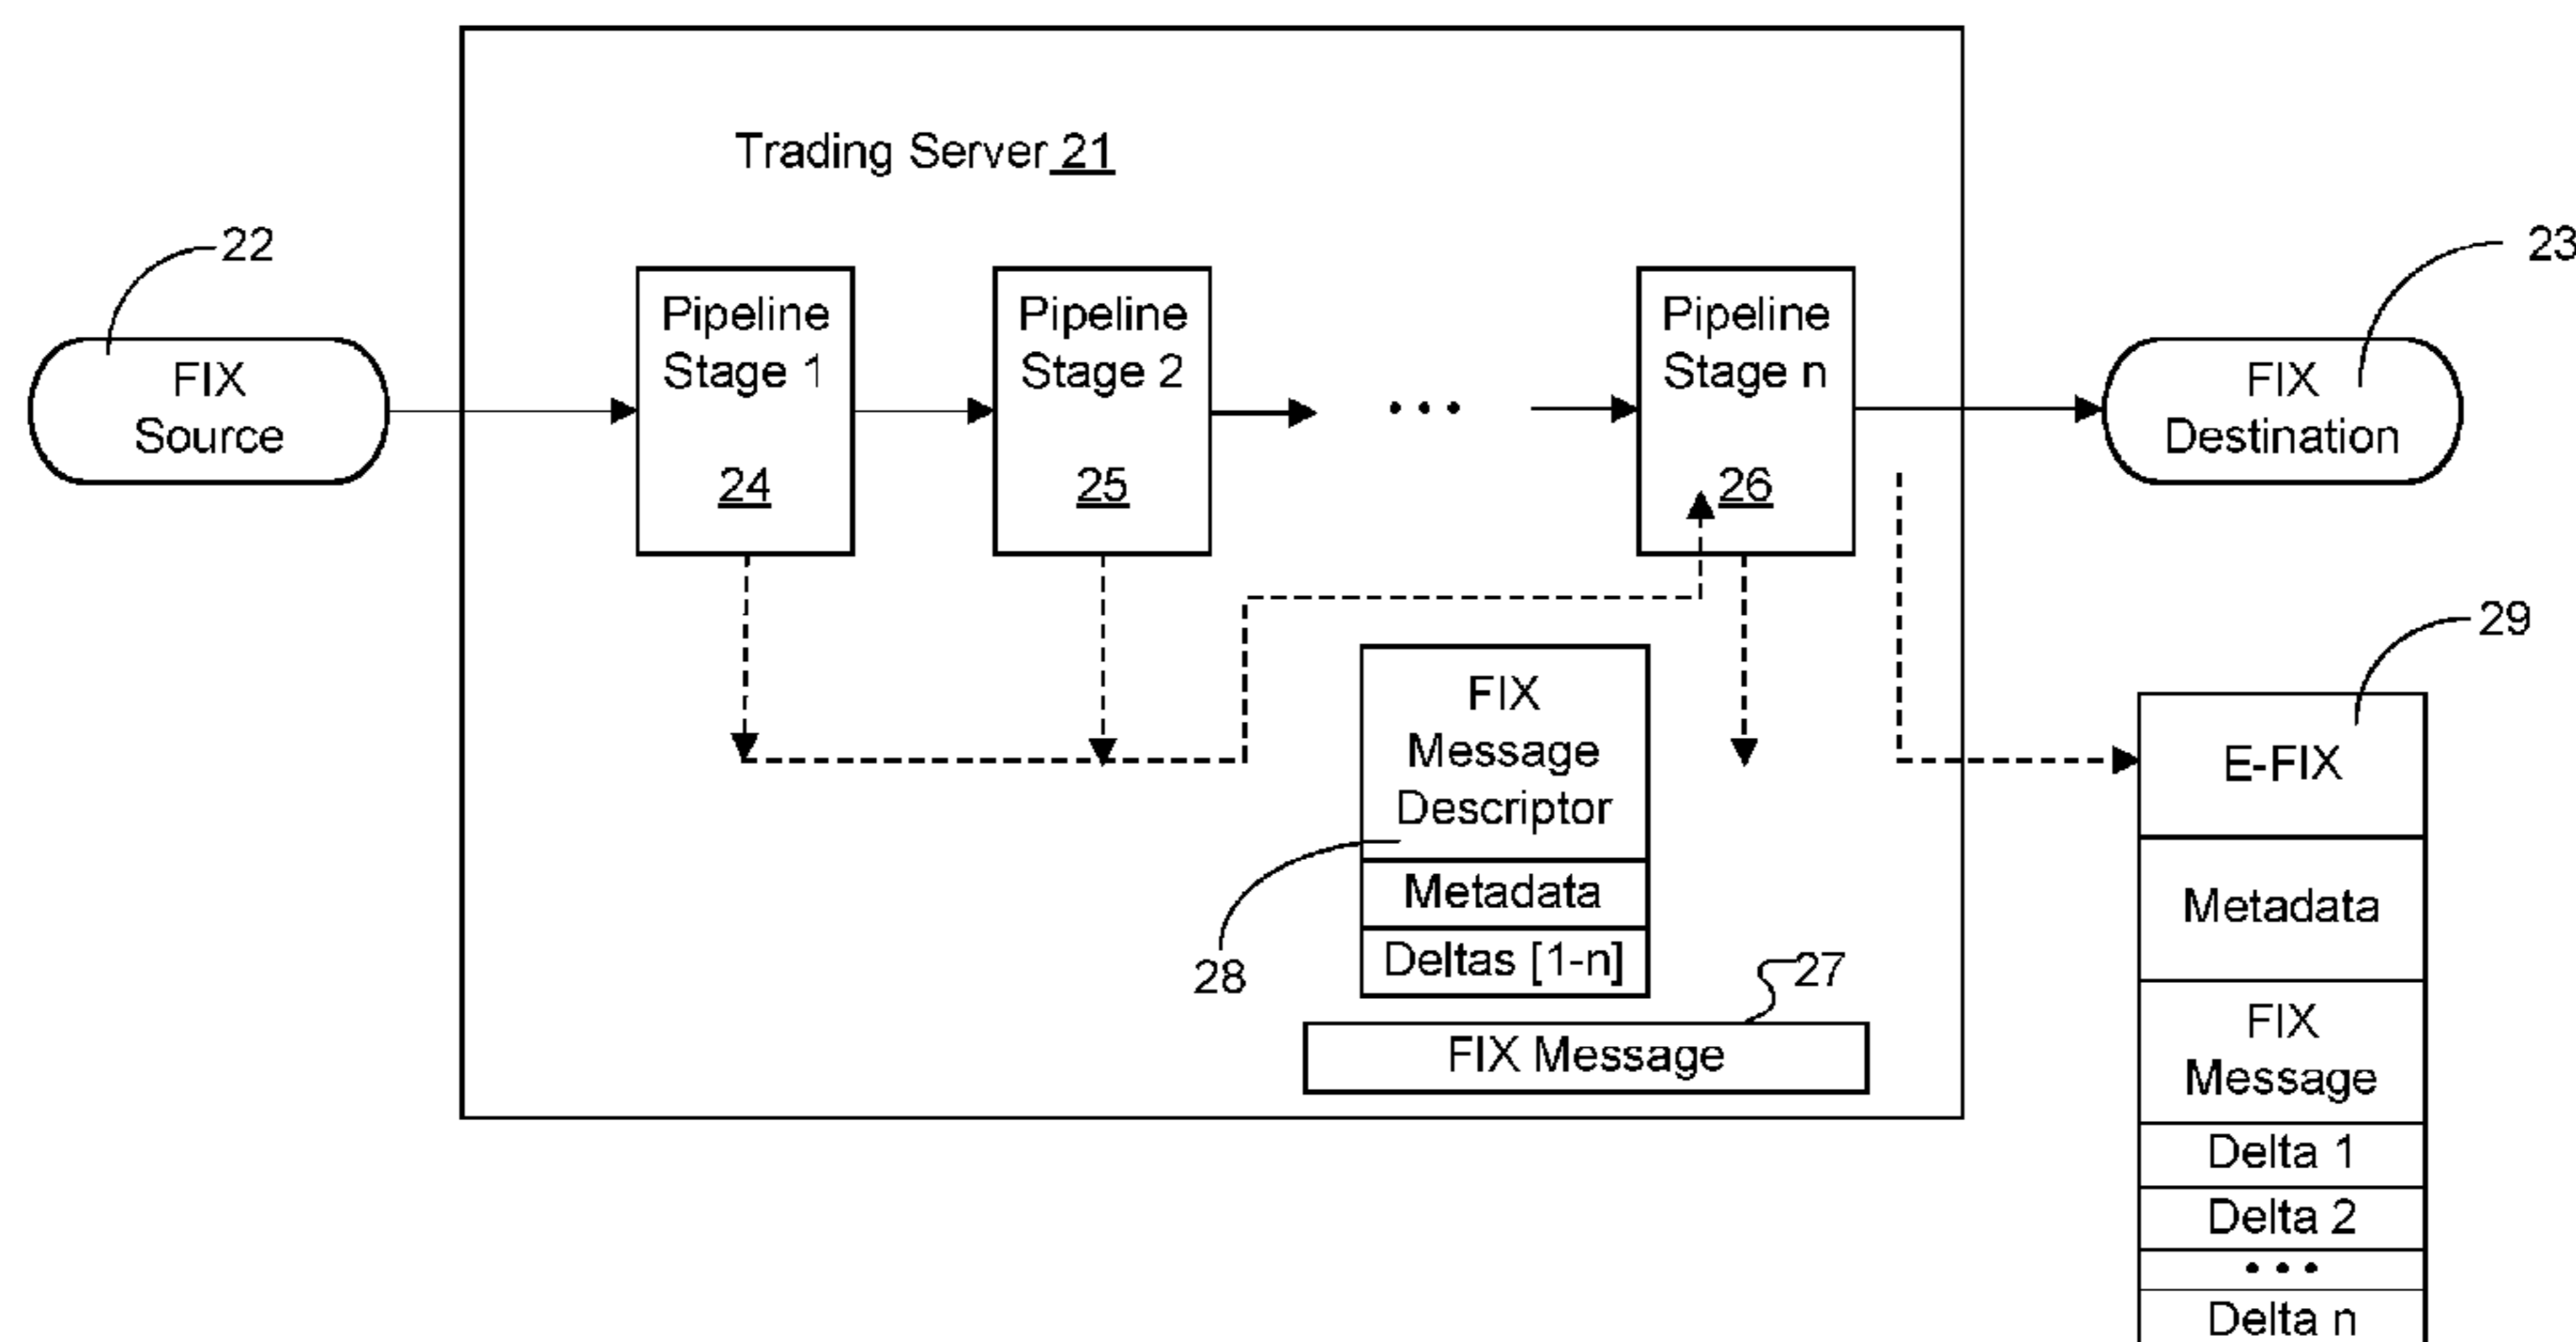 Trading Server 21
22
23
FIX
Source
Pipeline
Stage 1
24
Pipeline
Stage 2
25
• • •
Pipeline
Stage n
26
FIX
Destination
29
FIX
Message
Descriptor
Metadata
Deltas [1-n]
28
27
FIX Message
E-FIX
Metadata
FIX
Message
Delta 1
Delta 2
• • •
Delta n